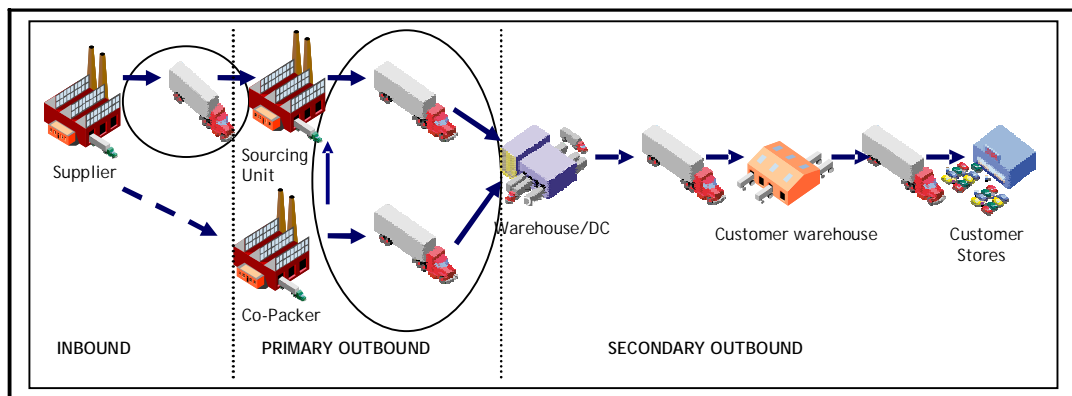 Supplier
Sourcing
Unit
Co-Packer
Warehouse/DC
Customer warehouse
Customer
Stores
INBOUND
PRIMARY OUTBOUND
SECONDARY OUTBOUND